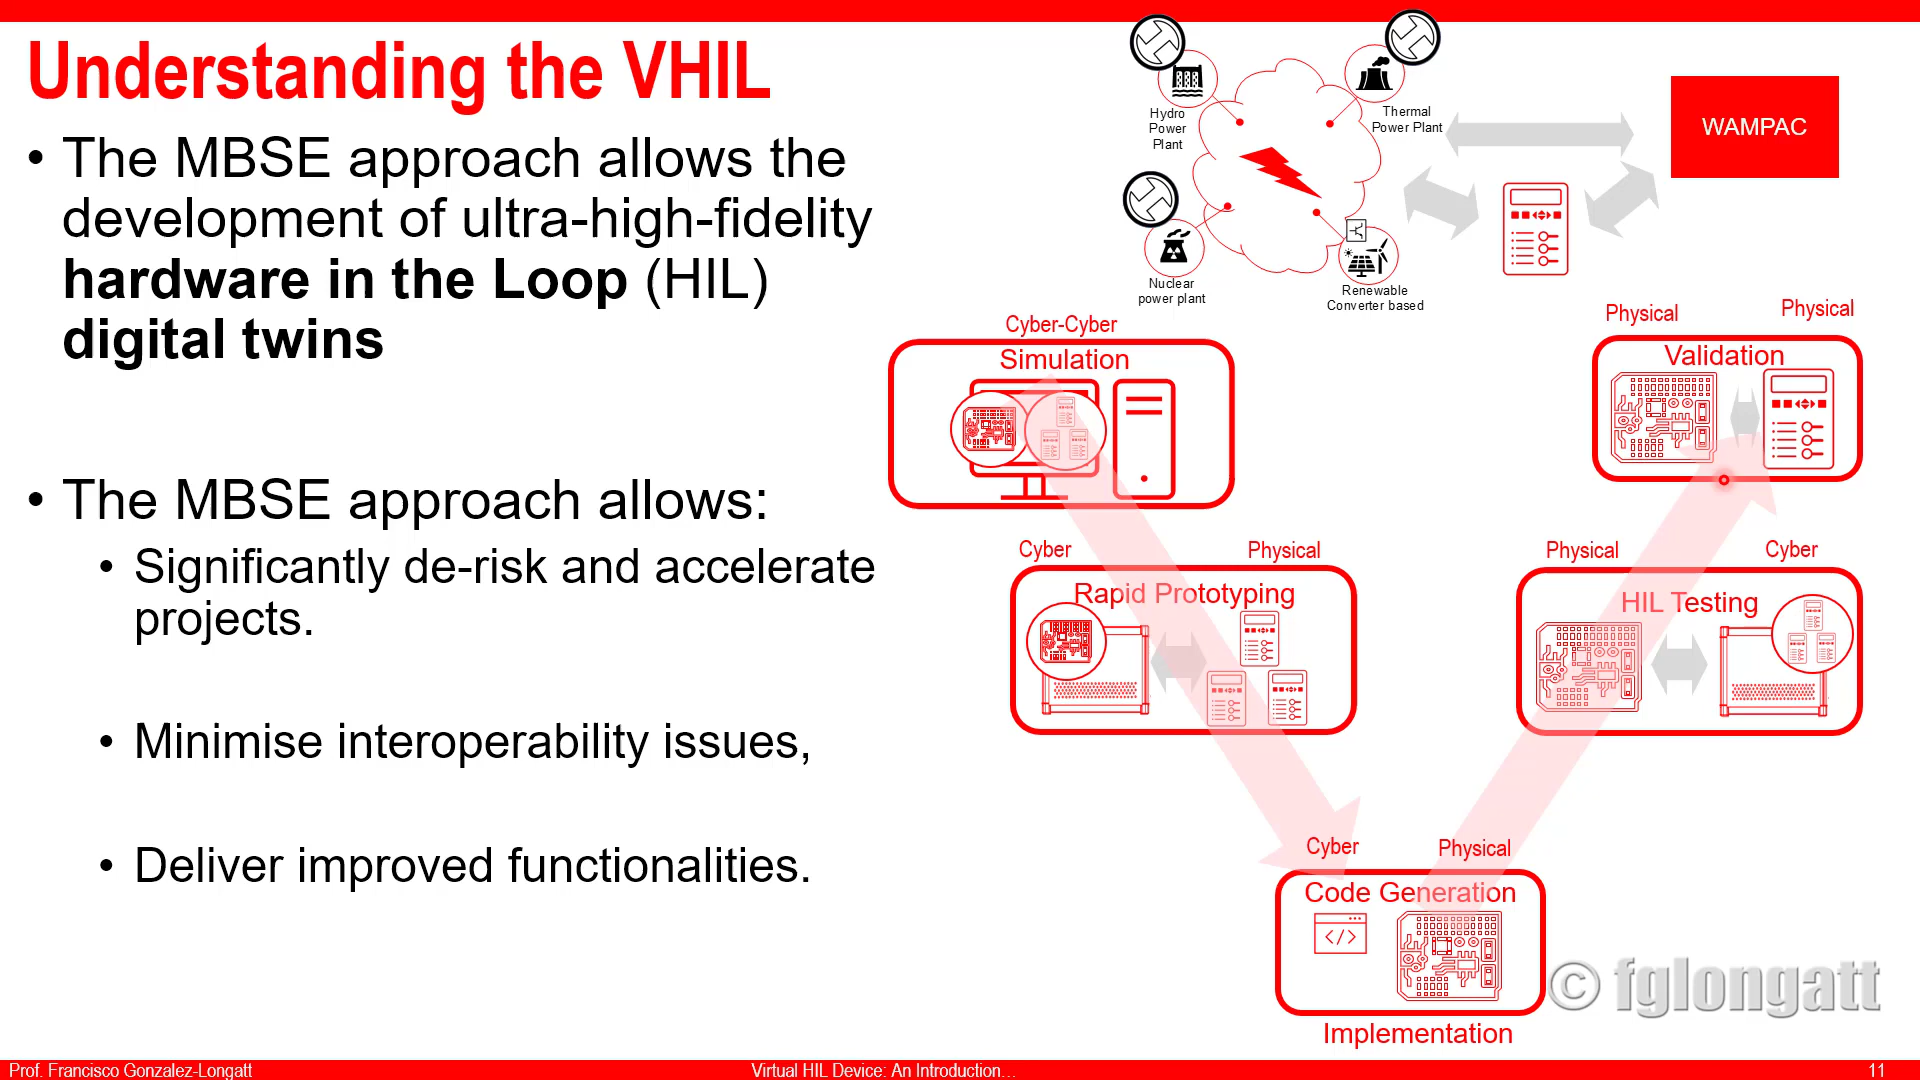 Understanding the VHIL
• The MBSE approach allows the
development of ultra-high-fidelity
hardware in the Loop (HIL)
digital twins
• The MBSE approach allows:
• Significantly de-risk and accelerate
projects.
• Minimise interoperability issues,
• Deliver improved functionalities.
Hydro
Power
Plant
Thermal
Power Plant
WAMPAC
Nuclear
power plant
Renewable
Converter based
Cyber-Cyber
Simulation
Physical Physical
Validation
Cyber Physical
Rapid Prototyping
Physical Cyber
HIL Testing
Cyber Physical
Code Generation
</>
Implementation
© fglongatt
Prof. Francisco Gonzalez-Longatt
Virtual HIL Device: An Introduction...
11